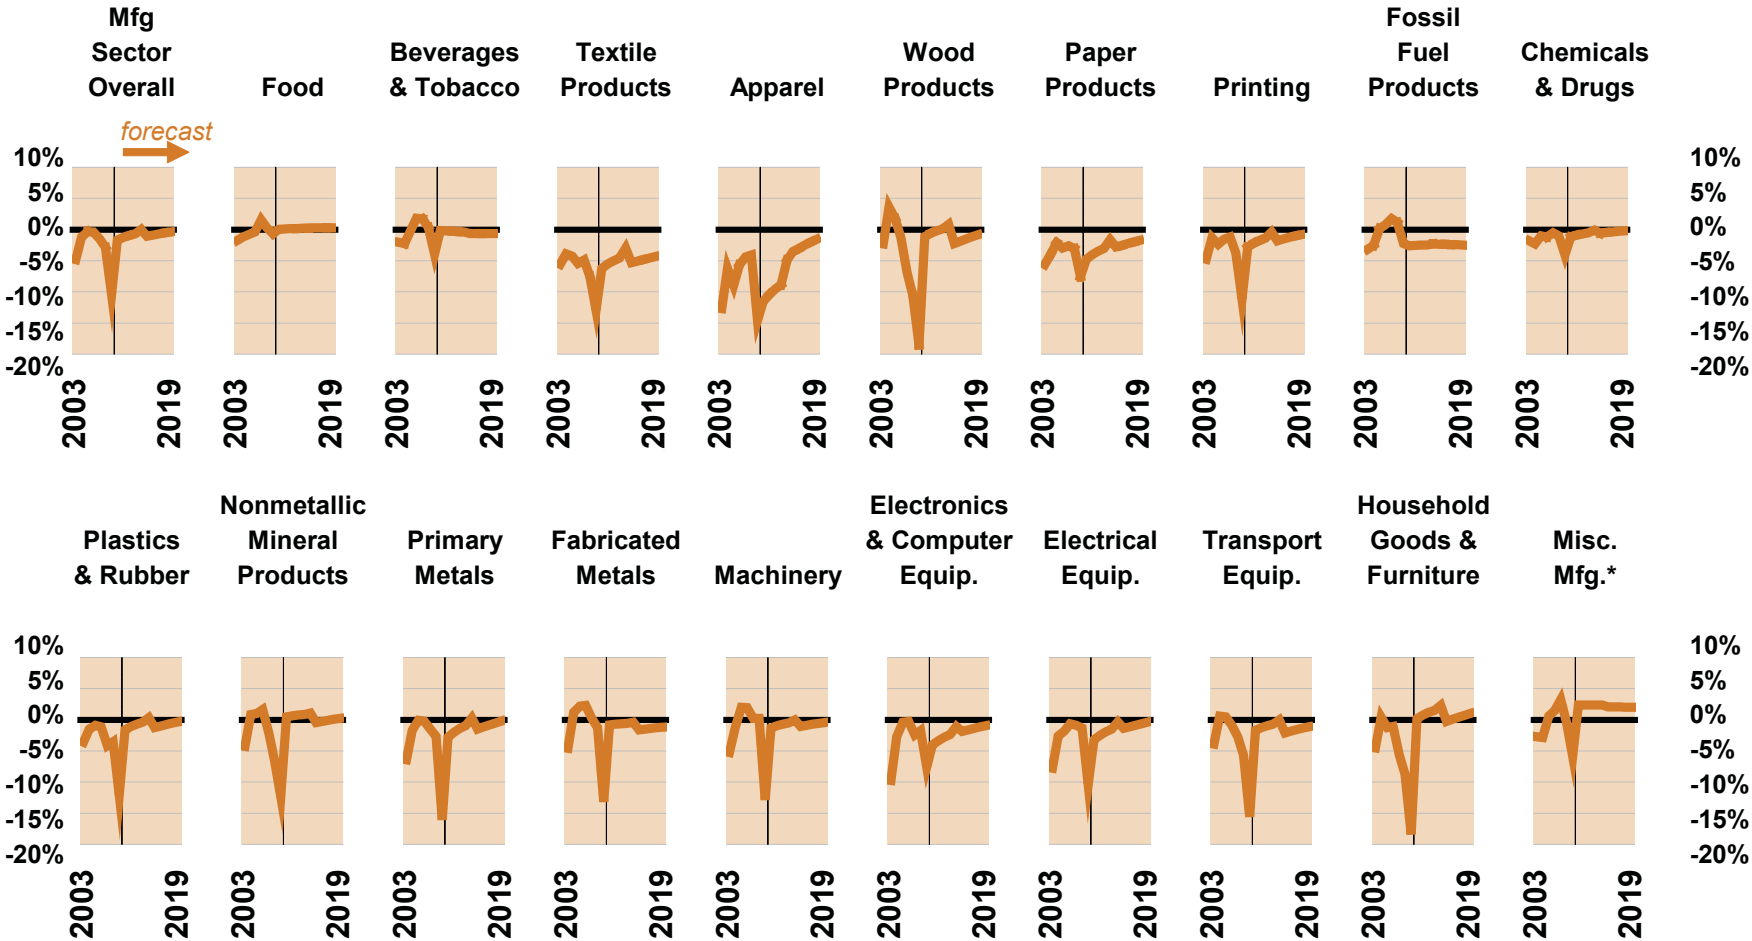 Mfg
Sector
Overall
Food
Beverages
& Tobacco
Textile
Products
Apparel
Wood
Products
Paper
Products
Printing
Fossil
Fuel
Products
Chemicals
& Drugs
forecast
10%
5%
0%
-5%
-10%
-15%
-20%
10%
5%
0%
-5%
-10%
-15%
-20%
2003 2019
2003 2019
2003 2019
2003 2019
2003 2019
2003 2019
2003 2019
2003 2019
2003 2019
2003 2019
Plastics
& Rubber
Nonmetallic
Mineral
Products
Primary
Metals
Fabricated
Metals
Machinery
Electronics
& Computer
Equip.
Electrical
Equip.
Transport
Equip.
Household
Goods &
Furniture
Misc.
Mfg.*
10%
5%
0%
-5%
-10%
-15%
-20%
10%
5%
0%
-5%
-10%
-15%
-20%
2003 2019
2003 2019
2003 2019
2003 2019
2003 2019
2003 2019
2003 2019
2003 2019
2003 2019
2003 2019